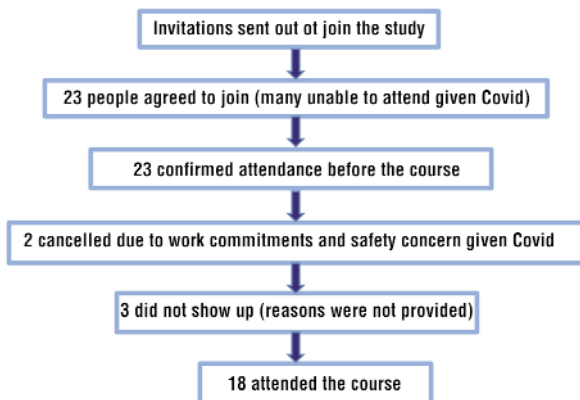 Invitations sent out ot join the study
23 people agreed to join (many unable to attend given Covid)
23 confirmed attendance before the course
2 cancelled due to work commitments and safety concern given Covid
3 did not show up (reasons were not provided)
18 attended the course